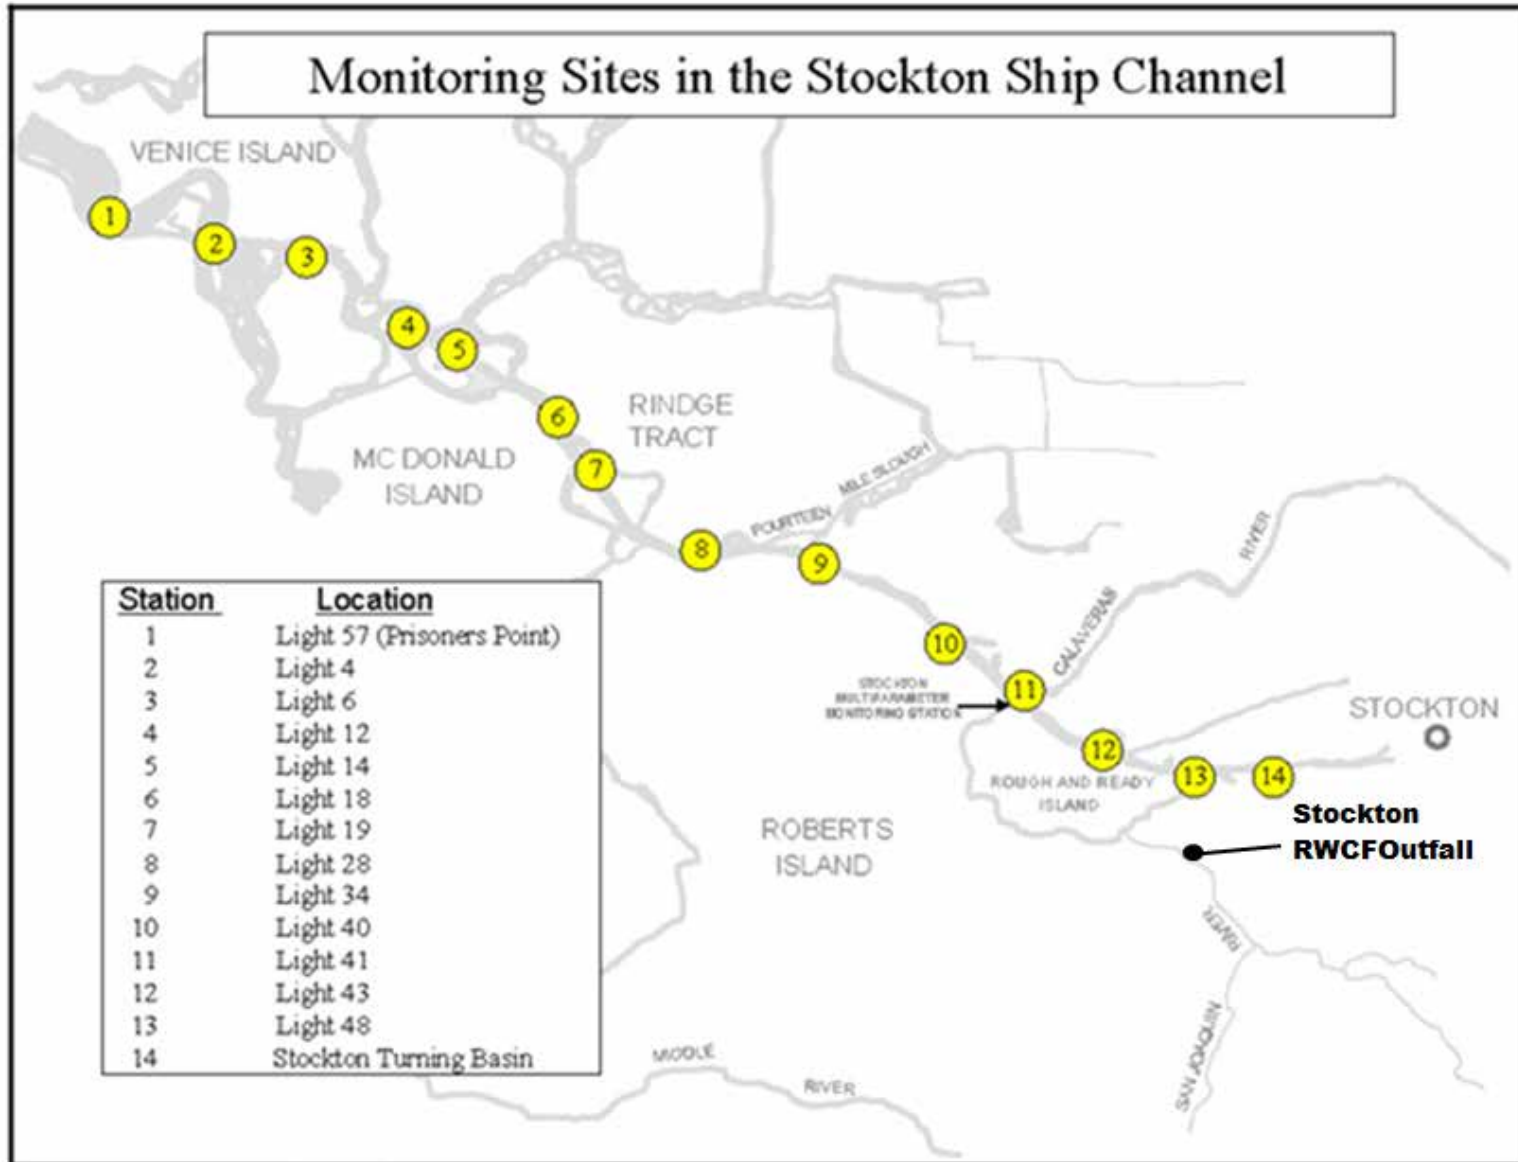 Monitoring Sites in the Stockton Ship Channel
VENICE ISLAND
1
2
3
4
5
6
7
8
9
10
11
12
13
14
RINDGE
TRACT
MC DONALD
ISLAND
FOURTEEN
MILE SLOUGH
CALAVERAS
RIVER
STOCKTON
MULTIPARAMETER
MONITORING STATION
STOCKTON
ROUGH AND READY
ISLAND
Stockton
RWCFOutfall
ROBERTS
ISLAND
RIVER
SAN JOAQUIN
MIDDLE
RIVER
Station Location
1 Light 57 (Prisoners Point)
2 Light 4
3 Light 6
4 Light 12
5 Light 14
6 Light 18
7 Light 19
8 Light 28
9 Light 34
10 Light 40
11 Light 41
12 Light 43
13 Light 48
14 Stockton Turning Basin